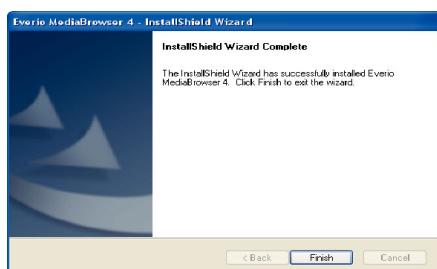 Everio MediaBrowser 4 - InstallShield Wizard
InstallShield Wizard Complete
The InstallShield Wizard has successfully installed Everio
MediaBrowser 4. Click Finish to exit the wizard.
< Back
Finish
Cancel